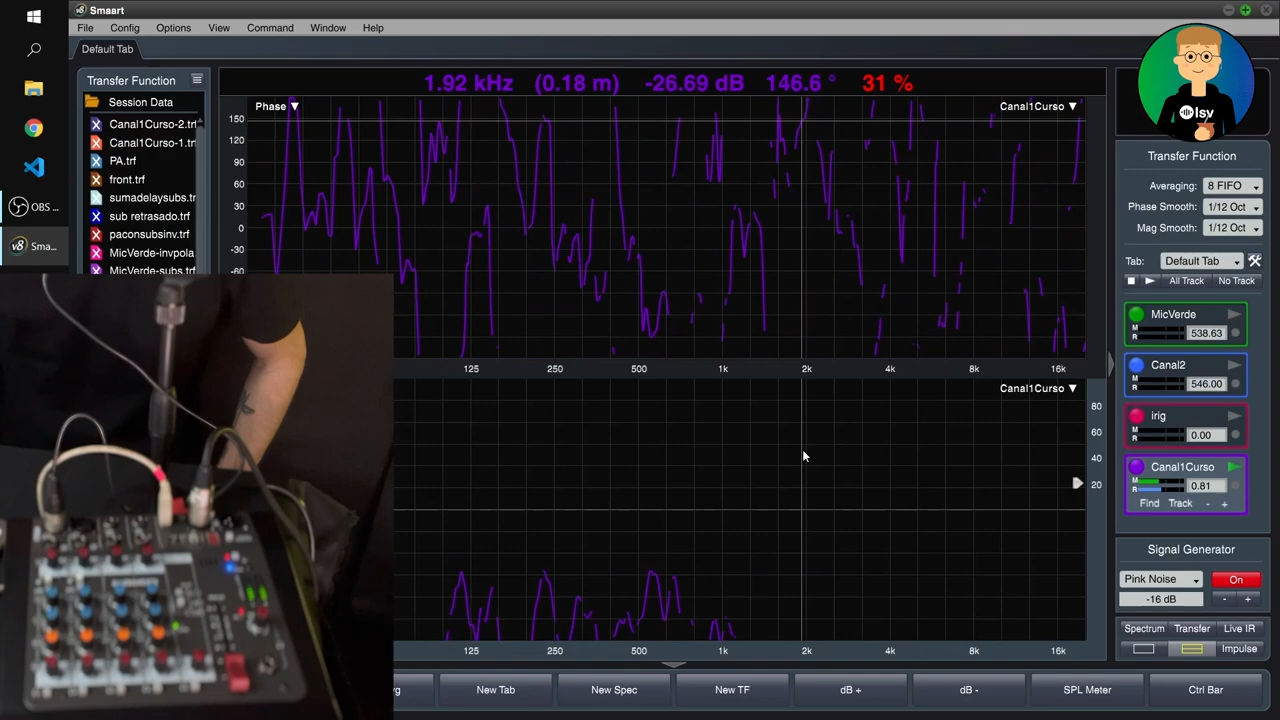 Smaart
File Config Options View Command Window Help
Default Tab
Transfer Function
Session Data
Canal1Curso-2.trf
Canal1Curso-1.trf
PA.trf
front.trf
sumadelaysubs.trf
sub retrasado.trf
paconsubsinv.trf
MicVerde-invpola
MicVerde-subs.trf
OBS ...
Sma...
1.92 kHz (0.18 m) -26.69 dB 146.6 ° 31 %
Phase ▼ Canal1Curso ▼
150
120
90
60
30
0
-30
-60
125 250 500 1k 2k 4k 8k 16k
Canal1Curso ▼
80
60
40
20
125 250 500 1k 2k 4k 8k 16k
lsv
Transfer Function
Averaging: 8 FIFO
Phase Smooth: 1/12 Oct
Mag Smooth: 1/12 Oct
Tab: Default Tab
All Track No Track
MicVerde
M
R 538.63
Canal2
M
R 546.00
irig
M
R 0.00
Canal1Curso
M
R 0.81
Find Track - +
Signal Generator
Pink Noise On
-16 dB - +
Spectrum Transfer Live IR
Impulse
New Tab New Spec New TF dB + dB - SPL Meter Ctrl Bar